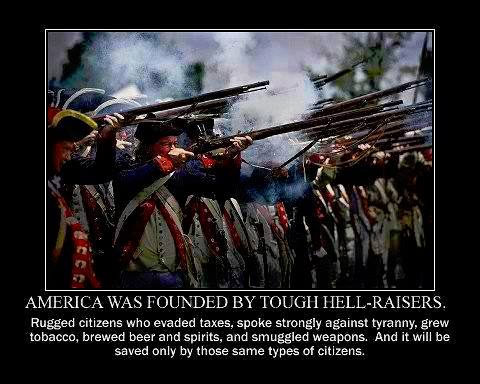 AMERICA WAS FOUNDED BY TOUGH HELL-RAISERS.
Rugged citizens who evaded taxes, spoke strongly against tyranny, grew
tobacco, brewed beer and spirits, and smuggled weapons.  And it will be
saved only by those same types of citizens.